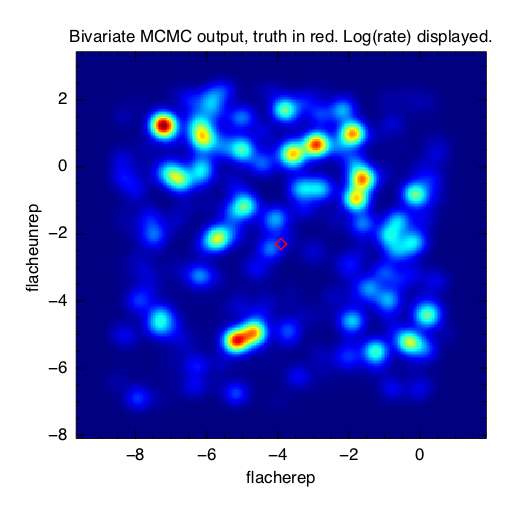 Bivariate MCMC output, truth in red. Log(rate) displayed.
2
0
−2
−4
−6
−8
flacheunrep
−8 −6 −4 −2 0
flacherep